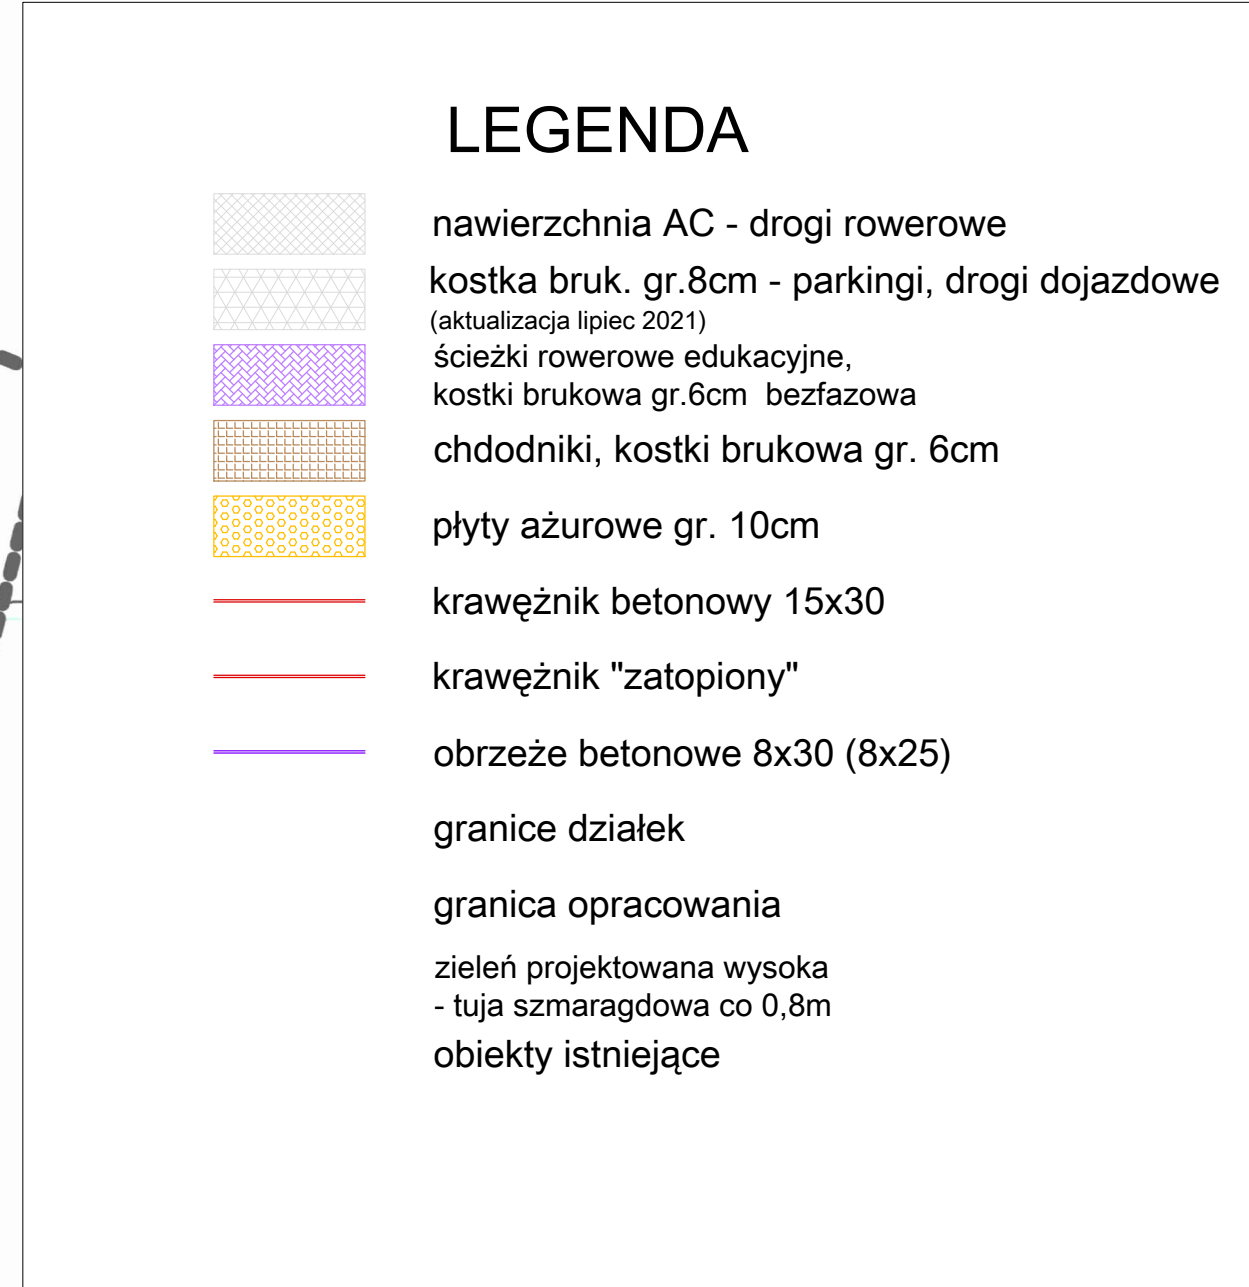 LEGENDA
nawierzchnia AC - drogi rowerowe
kostka bruk. gr.8cm - parkingi, drogi dojazdowe
(aktualizacja lipiec 2021)
ścieżki rowerowe edukacyjne,
kostki brukowa gr.6cm  bezfazowa
chdodniki, kostki brukowa gr. 6cm
płyty ażurowe gr. 10cm
krawężnik betonowy 15x30
krawężnik "zatopiony"
obrzeże betonowe 8x30 (8x25)
granice działek
granica opracowania
zieleń projektowana wysoka
- tuja szmaragdowa co 0,8m
obiekty istniejące